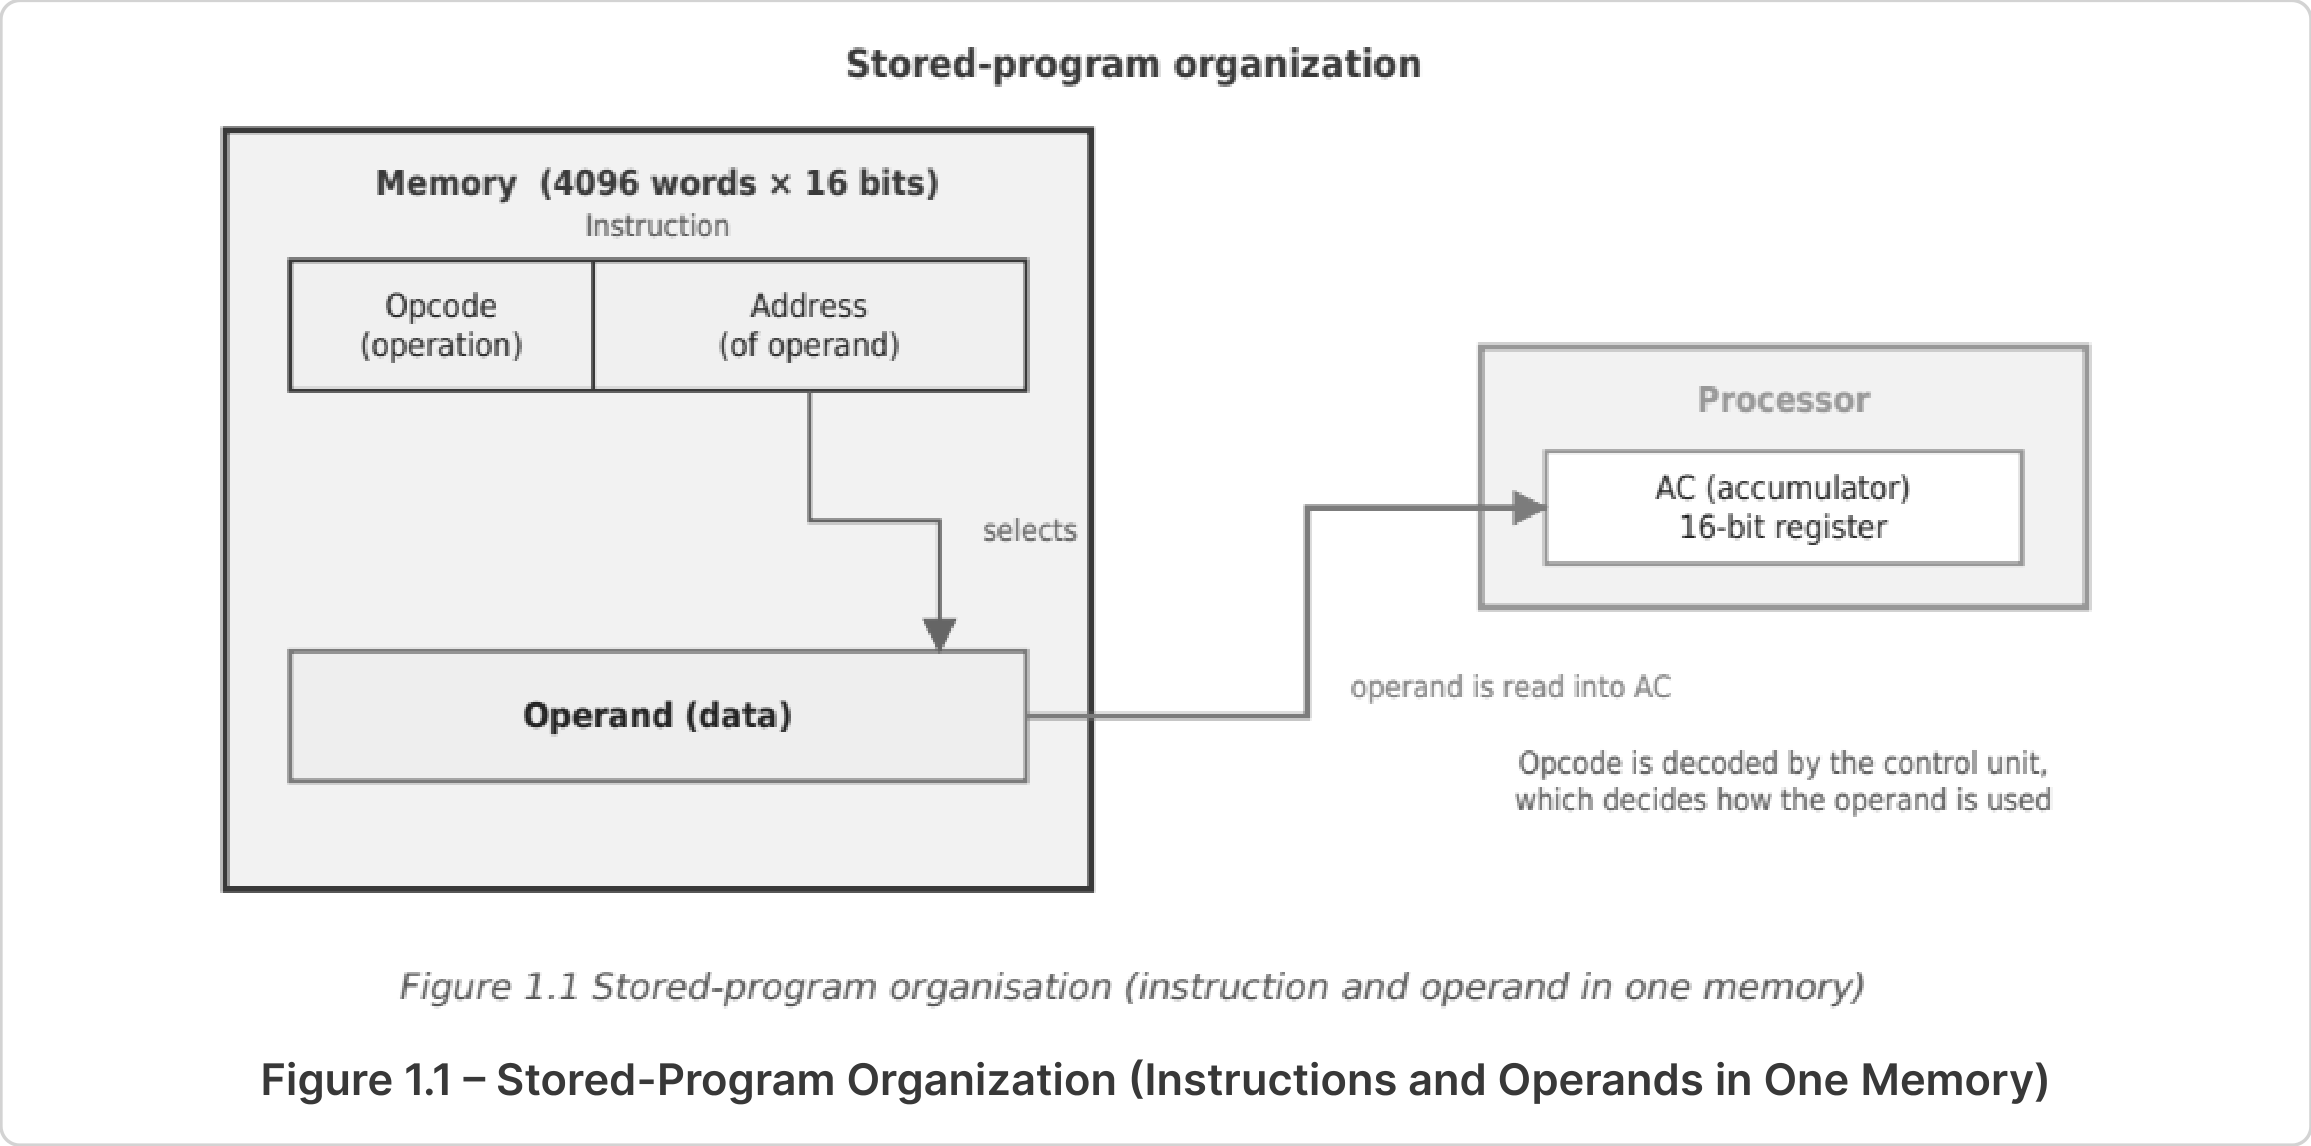 Stored-program organization
Memory (4096 words × 16 bits)
Instruction
Opcode
(operation)
Address
(of operand)
selects
Operand (data)
Processor
AC (accumulator)
16-bit register
operand is read into AC
Opcode is decoded by the control unit,
which decides how the operand is used
Figure 1.1 Stored-program organisation (instruction and operand in one memory)
Figure 1.1 – Stored-Program Organization (Instructions and Operands in One Memory)